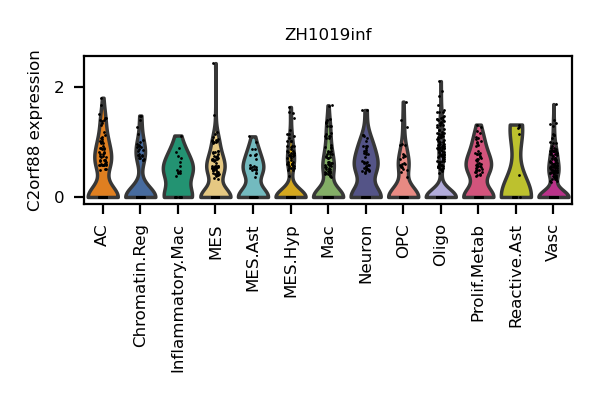 ZH1019inf
C2orf88 expression
2
0
AC
Chromatin.Reg
Inflammatory.Mac
MES
MES.Ast
MES.Hyp
Mac
Neuron
OPC
Oligo
Prolif.Metab
Reactive.Ast
Vasc